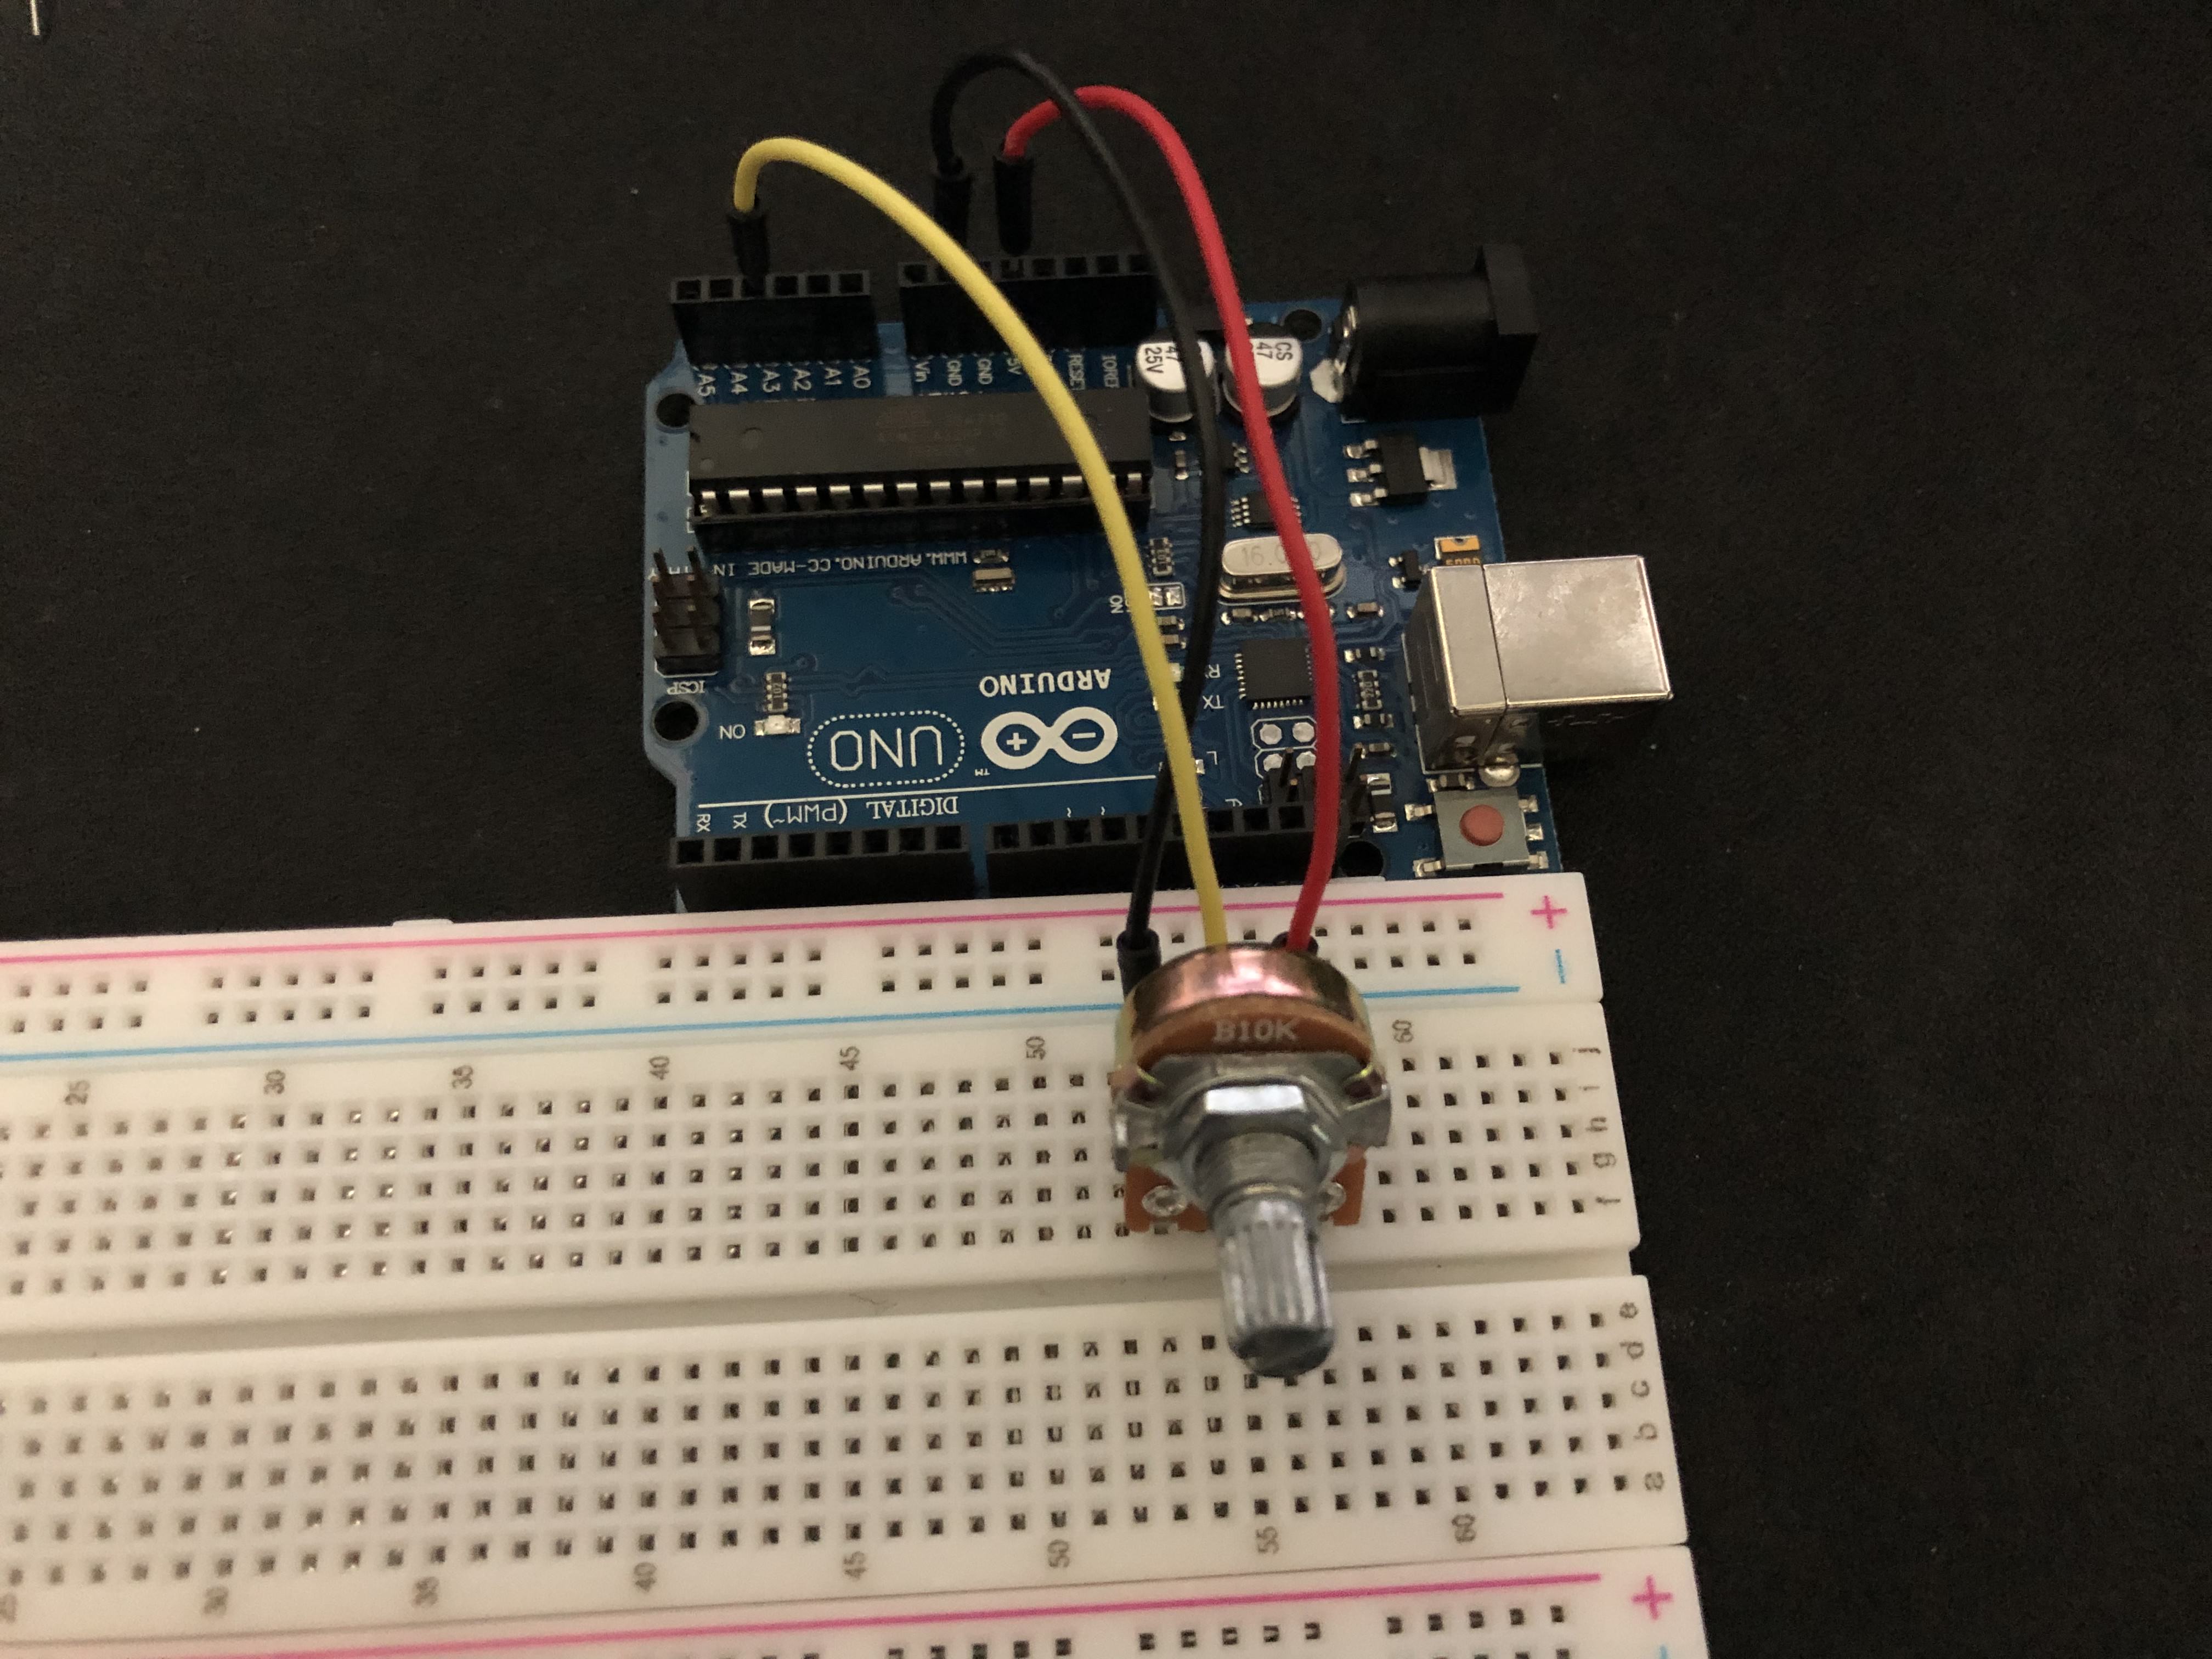 A5 A4 A3 A2 A1 A0
Vin GND GND 5V RESET IOREF
47
25V
CS
47
16.0
WWW.ARDUINO.CC-MADE IN
ON
ICSP
ON
RX
TX
L
ARDUINO
UNO
TM
DIGITAL (PWM~)
RX
TX
~ ~
+
-
B10K
25 30 35 40 45 50 60
j
i
h
g
f
e
d
c
b
a
25 30 35 40 45 50 55 60
+